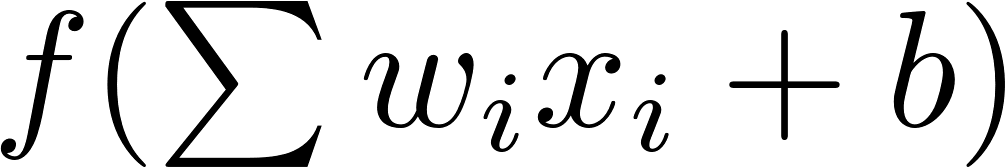 f(∑ wᵢxᵢ + b)